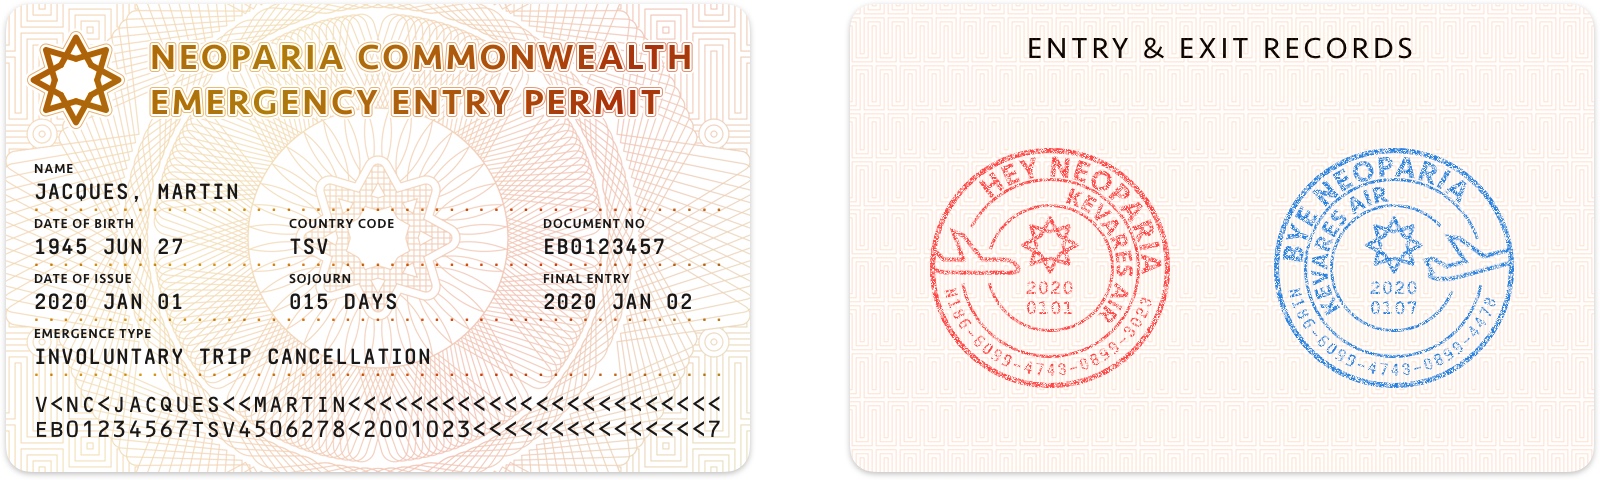 NEOPARIA COMMONWEALTH
EMERGENCY ENTRY PERMIT
NAME
JACQUES, MARTIN
DATE OF BIRTH COUNTRY CODE DOCUMENT NO
1945 JUN 27 TSV EB0123457
DATE OF ISSUE SOJOURN FINAL ENTRY
2020 JAN 01 015 DAYS 2020 JAN 02
EMERGENCE TYPE
INVOLUNTARY TRIP CANCELLATION
V<NC<JACQUES<<MARTIN<<<<<<<<<<<<<<<<<<<<<<<<
EB01234567TSV4506278<2001023<<<<<<<<<<<<<<<7
ENTRY & EXIT RECORDS
HEY NEOPARIA
KEVARES AIR
2020
0101
N18G-6099-4743-0899-3023
BYE NEOPARIA
KEVARES AIR
2020
0107
N18G-6099-4743-0899-4478